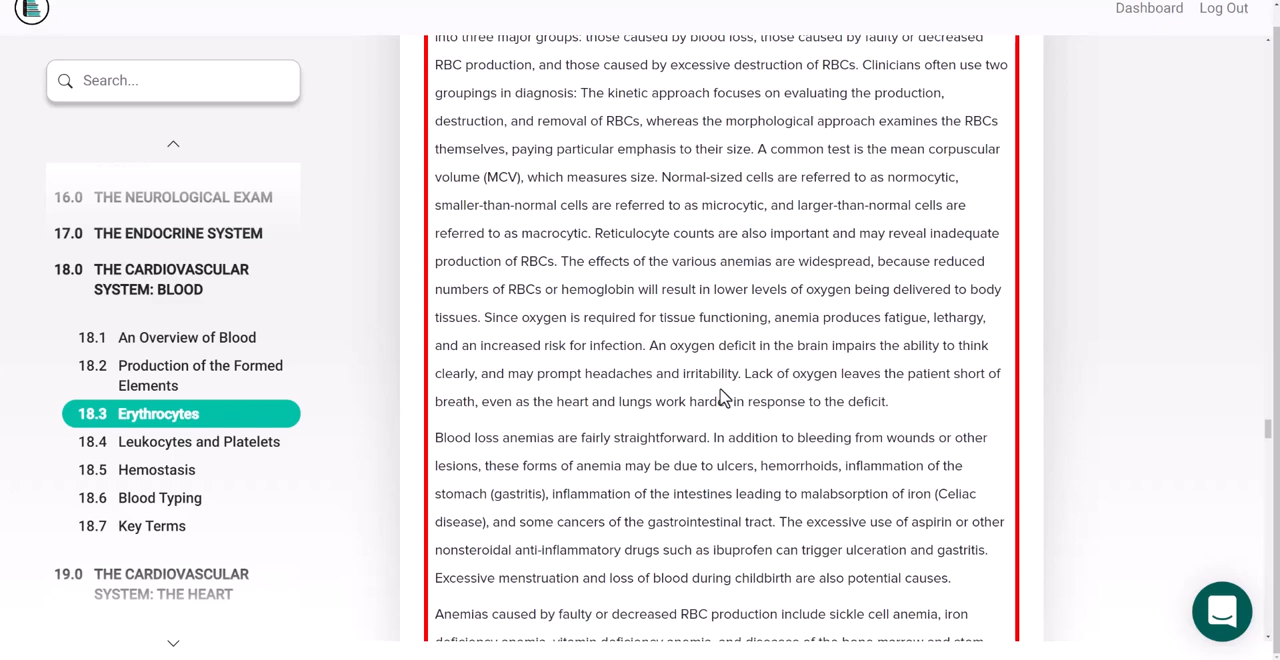 Dashboard Log Out
Search...
16.0 THE NEUROLOGICAL EXAM
17.0 THE ENDOCRINE SYSTEM
18.0 THE CARDIOVASCULAR
SYSTEM: BLOOD
18.1 An Overview of Blood
18.2 Production of the Formed
Elements
18.3 Erythrocytes
18.4 Leukocytes and Platelets
18.5 Hemostasis
18.6 Blood Typing
18.7 Key Terms
19.0 THE CARDIOVASCULAR
SYSTEM: THE HEART
into three major groups: those caused by blood loss, those caused by faulty or decreased
RBC production, and those caused by excessive destruction of RBCs. Clinicians often use two
groupings in diagnosis: The kinetic approach focuses on evaluating the production,
destruction, and removal of RBCs, whereas the morphological approach examines the RBCs
themselves, paying particular emphasis to their size. A common test is the mean corpuscular
volume (MCV), which measures size. Normal-sized cells are referred to as normocytic,
smaller-than-normal cells are referred to as microcytic, and larger-than-normal cells are
referred to as macrocytic. Reticulocyte counts are also important and may reveal inadequate
production of RBCs. The effects of the various anemias are widespread, because reduced
numbers of RBCs or hemoglobin will result in lower levels of oxygen being delivered to body
tissues. Since oxygen is required for tissue functioning, anemia produces fatigue, lethargy,
and an increased risk for infection. An oxygen deficit in the brain impairs the ability to think
clearly, and may prompt headaches and irritability. Lack of oxygen leaves the patient short of
breath, even as the heart and lungs work harder in response to the deficit.
Blood loss anemias are fairly straightforward. In addition to bleeding from wounds or other
lesions, these forms of anemia may be due to ulcers, hemorrhoids, inflammation of the
stomach (gastritis), inflammation of the intestines leading to malabsorption of iron (Celiac
disease), and some cancers of the gastrointestinal tract. The excessive use of aspirin or other
nonsteroidal anti-inflammatory drugs such as ibuprofen can trigger ulceration and gastritis.
Excessive menstruation and loss of blood during childbirth are also potential causes.
Anemias caused by faulty or decreased RBC production include sickle cell anemia, iron
deficiency anemia, vitamin deficiency anemia, and diseases of the bone marrow and stem